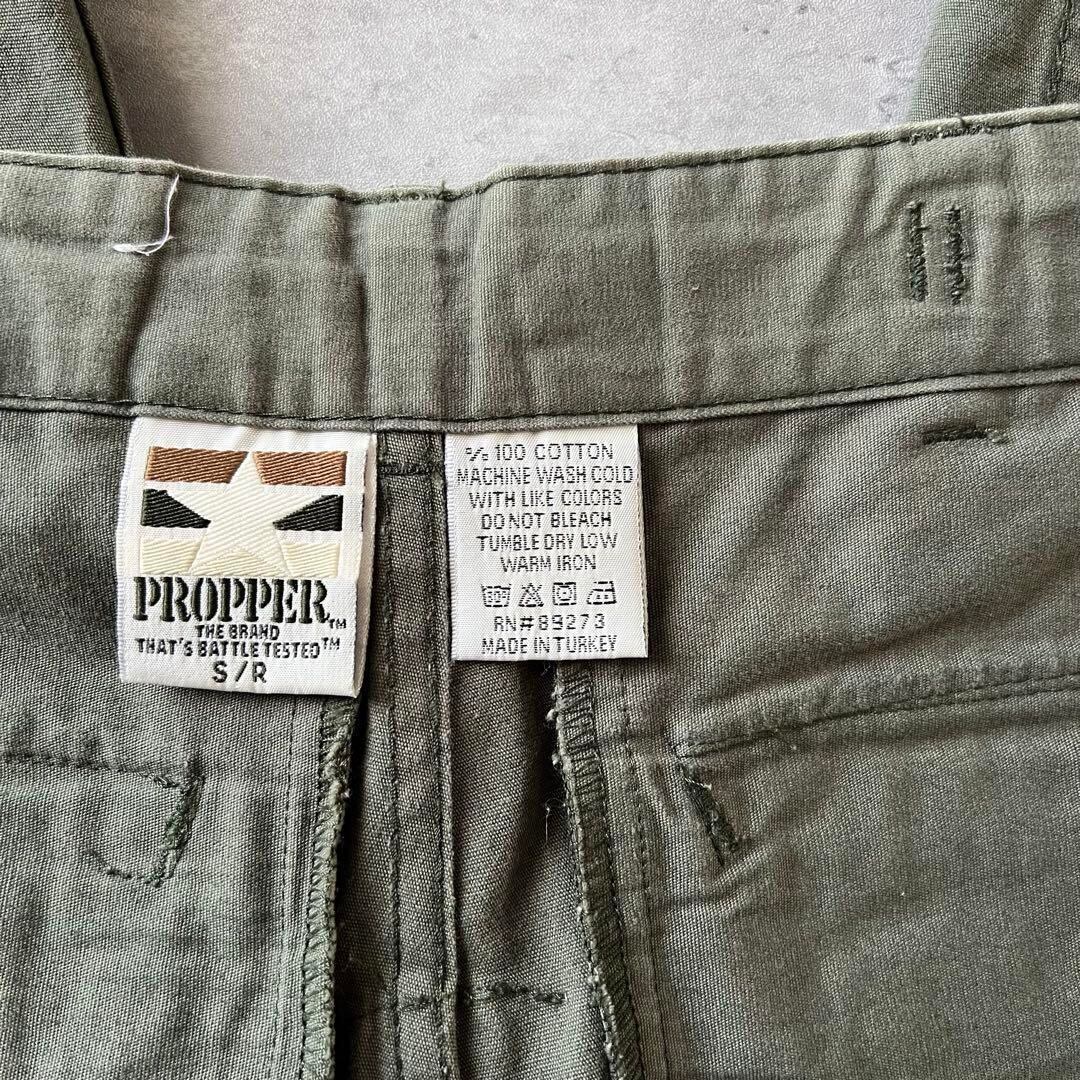 PROPPER™
THE BRAND
THAT'S BATTLE TESTED™
S/R
% 100 COTTON
MACHINE WASH COLD
WITH LIKE COLORS
DO NOT BLEACH
TUMBLE DRY LOW
WARM IRON
RN#89273
MADE IN TURKEY